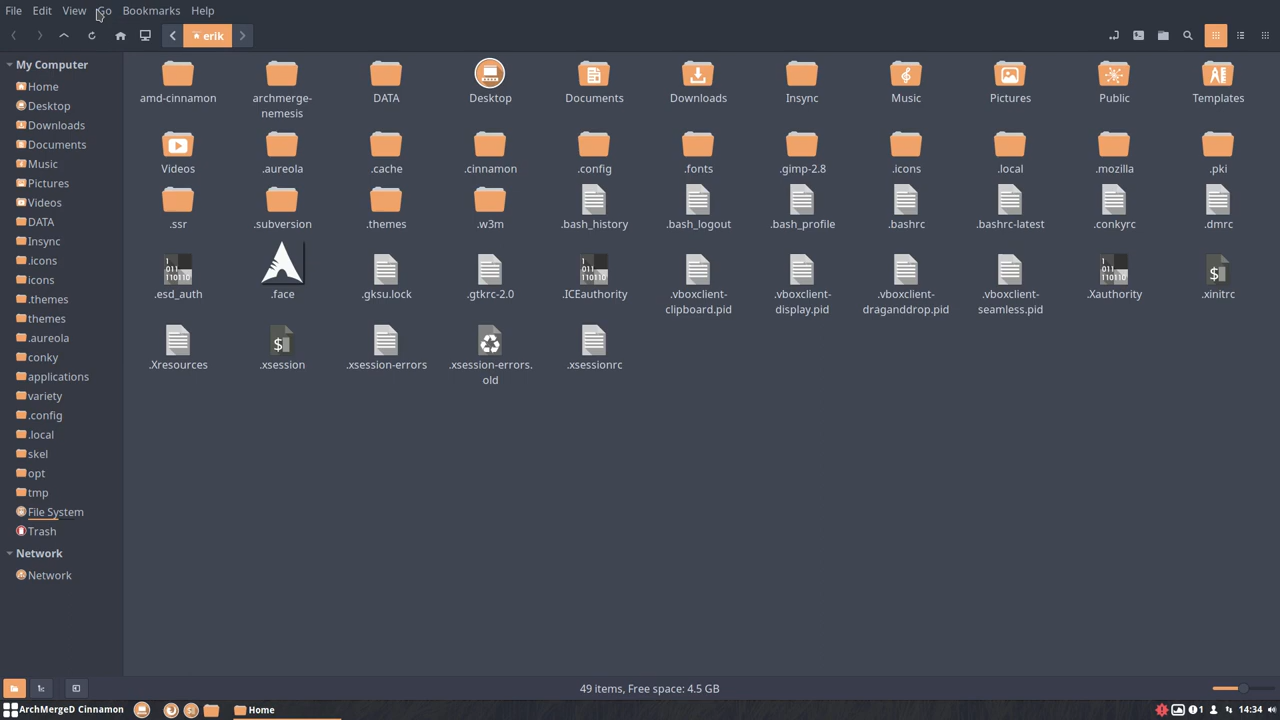 File Edit View Go Bookmarks Help
erik
My Computer
Home
Desktop
Downloads
Documents
Music
Pictures
Videos
DATA
Insync
.icons
icons
.themes
themes
.aureola
conky
applications
variety
.config
.local
skel
opt
tmp
File System
Trash
Network
Network
amd-cinnamon
archmerge-
nemesis
DATA
Desktop
Documents
Downloads
Insync
Music
Pictures
Public
Templates
Videos
.aureola
.cache
.cinnamon
.config
.fonts
.gimp-2.8
.icons
.local
.mozilla
.pki
.ssr
.subversion
.themes
.w3m
.bash_history
.bash_logout
.bash_profile
.bashrc
.bashrc-latest
.conkyrc
.dmrc
.esd_auth
.face
.gksu.lock
.gtkrc-2.0
.ICEauthority
.vboxclient-
clipboard.pid
.vboxclient-
display.pid
.vboxclient-
draganddrop.pid
.vboxclient-
seamless.pid
.Xauthority
.xinitrc
.Xresources
.xsession
.xsession-errors
.xsession-errors.
old
.xsessionrc
49 items, Free space: 4.5 GB
ArchMergeD Cinnamon
Home
1
14:34